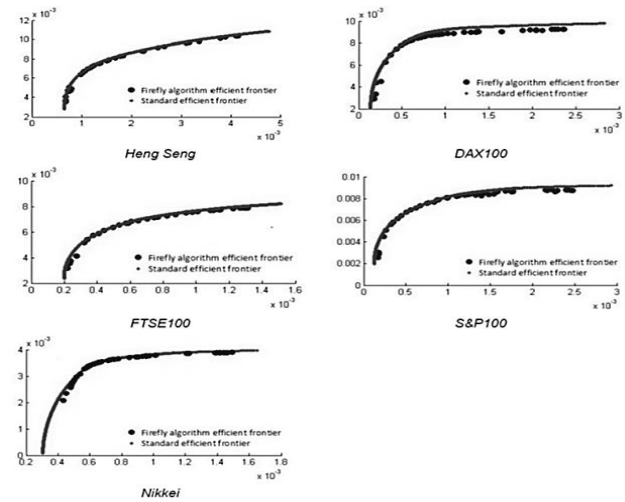 12 x 10⁻³
10
8
6
4
2
Firefly algorithm efficient frontier
Standard efficient frontier
0 1 2 3 4 5
x 10⁻³
Heng Seng
10 x 10⁻³
8
6
4
2
Firefly algorithm efficient frontier
Standard efficient frontier
0 0.5 1 1.5 2 2.5 3
x 10⁻³
DAX100
10 x 10⁻³
8
6
4
2
Firefly algorithm efficient frontier
Standard efficient frontier
0 0.2 0.4 0.6 0.8 1 1.2 1.4 1.6
x 10⁻³
FTSE100
0.01
0.008
0.006
0.004
0.002
0
Firefly algorithm efficient frontier
Standard efficient frontier
0 0.5 1 1.5 2 2.5 3
x 10⁻³
S&P100
4 x 10⁻³
3
2
1
0
Firefly algorithm efficient frontier
Standard efficient frontier
0.2 0.4 0.6 0.8 1 1.2 1.4 1.6 1.8
x 10⁻³
Nikkei